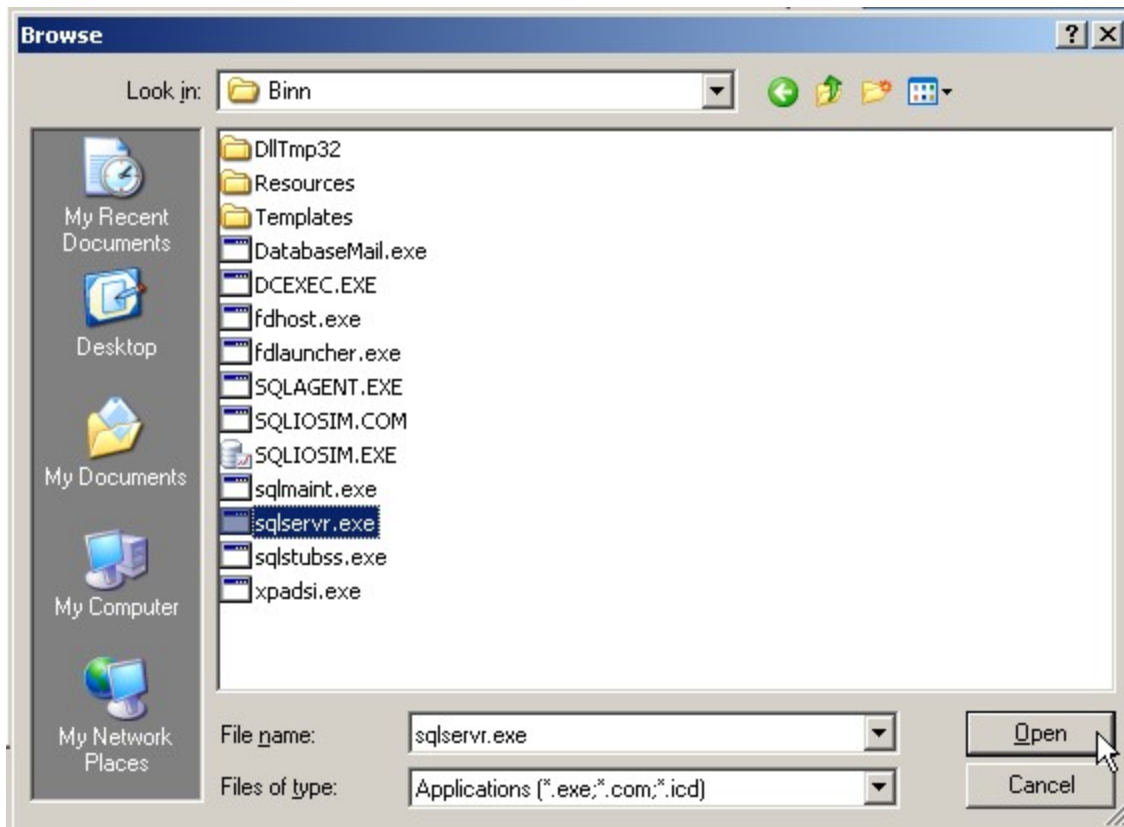 Browse
Look in: Binn
My Recent
Documents
Desktop
My Documents
My Computer
My Network
Places
DllTmp32
Resources
Templates
DatabaseMail.exe
DCEXEC.EXE
fdhost.exe
fdlauncher.exe
SQLAGENT.EXE
SQLIOSIM.COM
SQLIOSIM.EXE
sqlmaint.exe
sqlservr.exe
sqlstubss.exe
xpadsi.exe
File name: sqlservr.exe Open
Files of type: Applications (*.exe;*.com;*.icd) Cancel